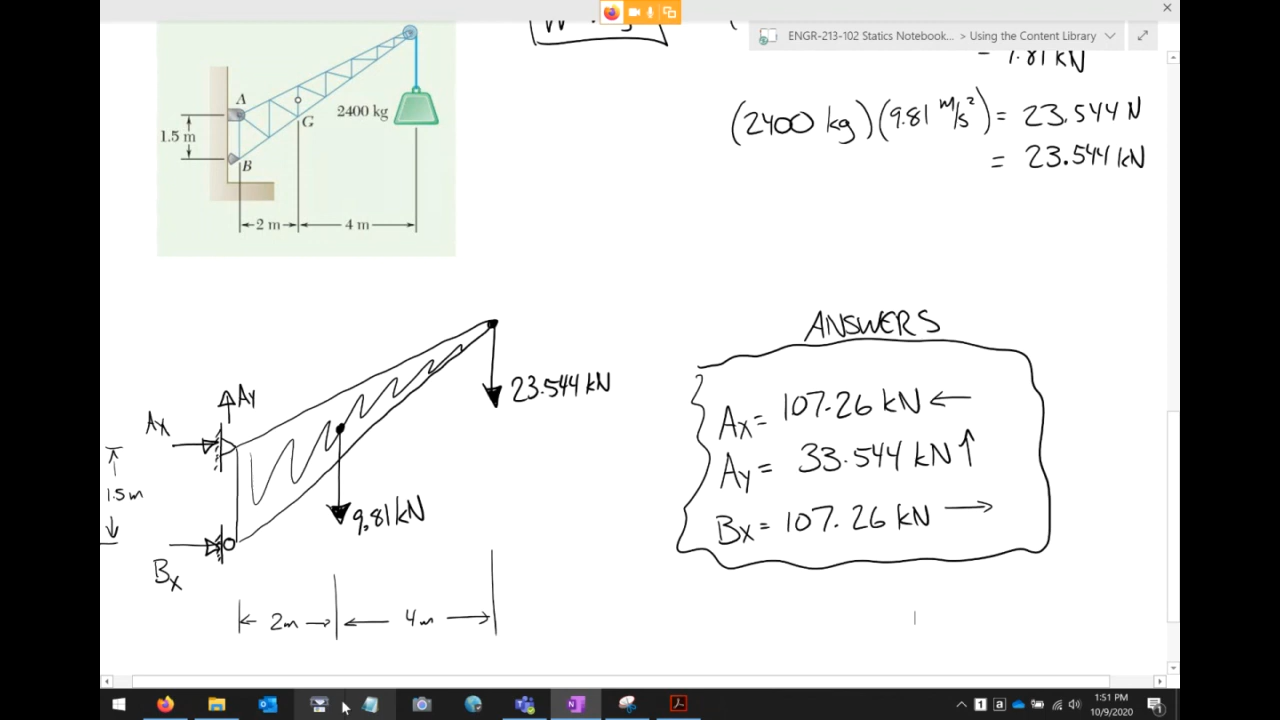 ENGR-213-102 Statics Notebook... > Using the Content Library
A
2400 kg
G
1.5 m
B
2 m
4 m
= 9.81 kN
(2400 kg)(9.81 m/s²) = 23.544 N
= 23.544 kN
ANSWERS
Ax = 107.26 kN ←
Ay = 33.544 kN ↑
Bx = 107.26 kN →
23.544 kN
Ay
Ax
1.5m
9.81 kN
Bx
2m
4m
1:51 PM
10/9/2020